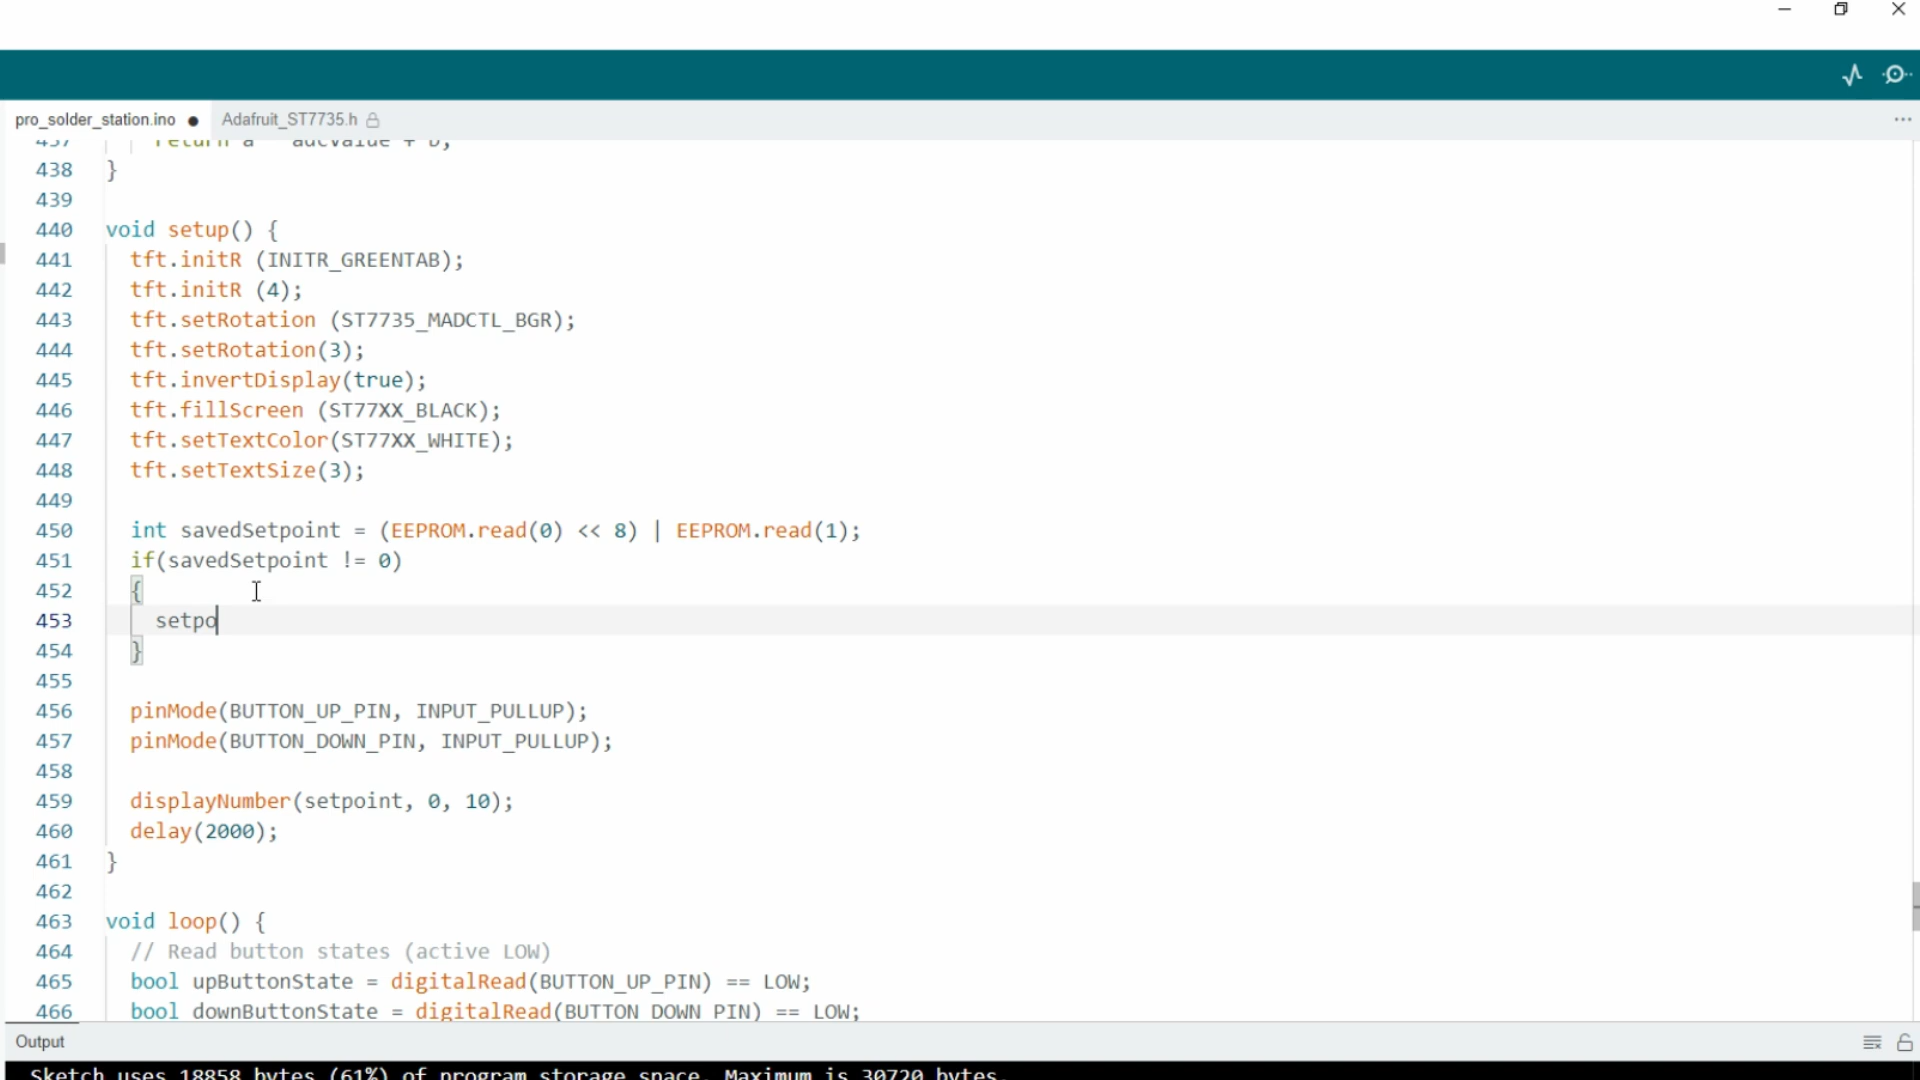 pro_solder_station.ino ● Adafruit_ST7735.h
437 return a * adcValue + b;
438 }
439
440 void setup() {
441 tft.initR (INITR_GREENTAB);
442 tft.initR (4);
443 tft.setRotation (ST7735_MADCTL_BGR);
444 tft.setRotation(3);
445 tft.invertDisplay(true);
446 tft.fillScreen (ST77XX_BLACK);
447 tft.setTextColor(ST77XX_WHITE);
448 tft.setTextSize(3);
449
450 int savedSetpoint = (EEPROM.read(0) << 8) | EEPROM.read(1);
451 if(savedSetpoint != 0)
452 {
453 setpo
454 }
455
456 pinMode(BUTTON_UP_PIN, INPUT_PULLUP);
457 pinMode(BUTTON_DOWN_PIN, INPUT_PULLUP);
458
459 displayNumber(setpoint, 0, 10);
460 delay(2000);
461 }
462
463 void loop() {
464 // Read button states (active LOW)
465 bool upButtonState = digitalRead(BUTTON_UP_PIN) == LOW;
466 bool downButtonState = digitalRead(BUTTON_DOWN_PIN) == LOW;
Output
Sketch uses 18858 bytes (61%) of program storage space. Maximum is 30720 bytes.